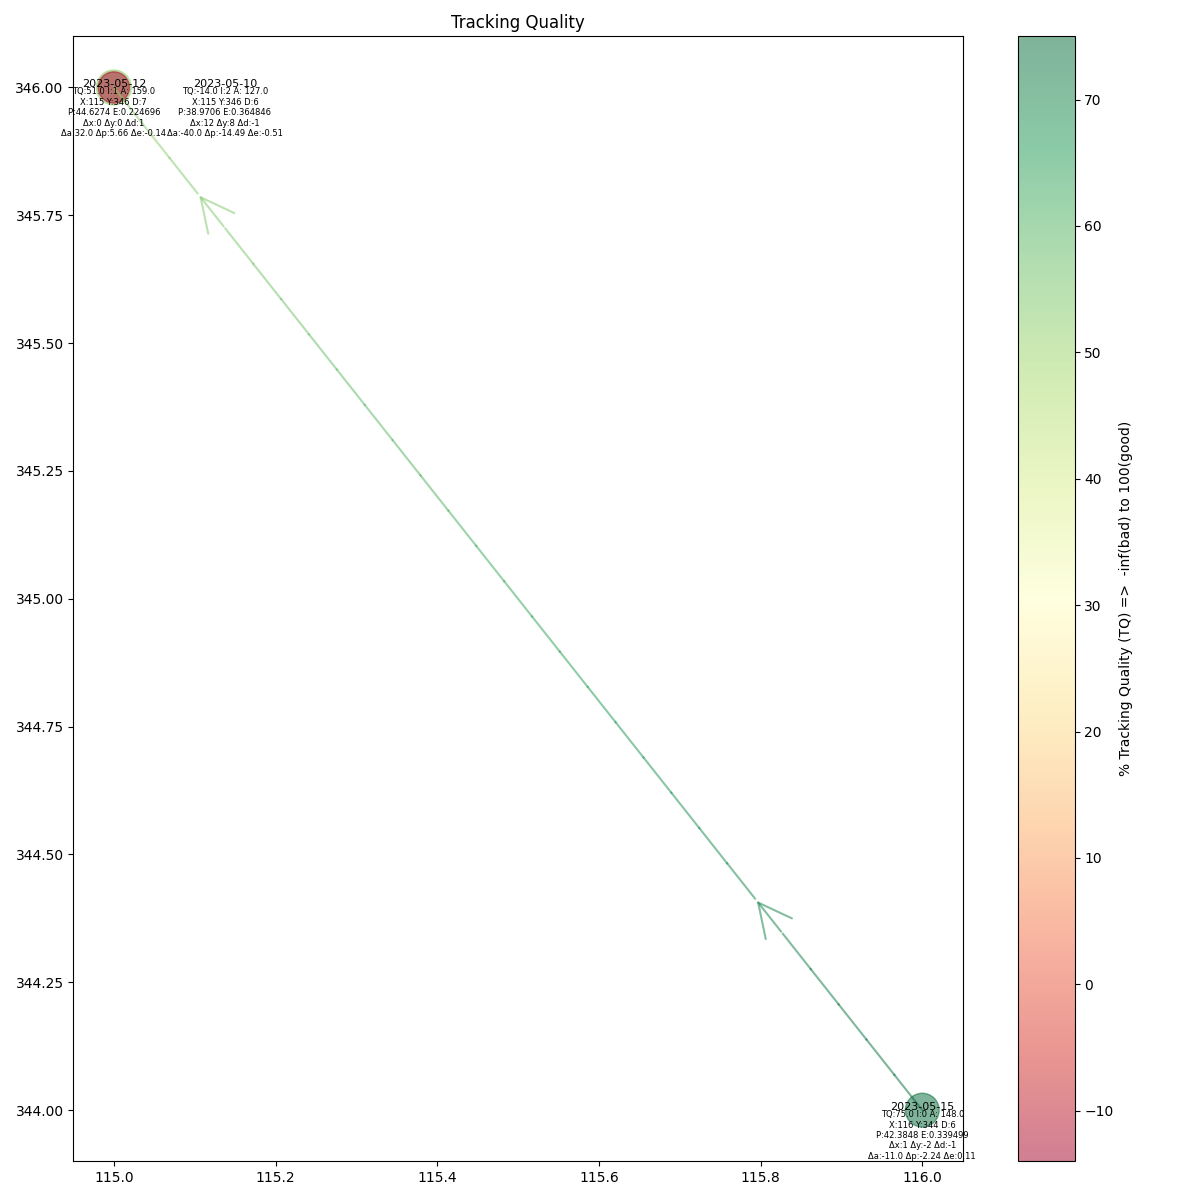 Tracking Quality
2023-05-12
TQ:51.0 I:1 A: 159.0
X:115 Y:346 D:7
P:44.6274 E:0.224696
Δx:0 Δy:0 Δd:1
Δa:32.0 Δp:5.66 Δe:-0.14
2023-05-10
TQ:-14.0 I:2 A: 127.0
X:115 Y:346 D:6
P:38.9706 E:0.364846
Δx:12 Δy:8 Δd:-1
Δa:-40.0 Δp:-14.49 Δe:-0.51
2023-05-15
TQ:75.0 I:0 A: 148.0
X:116 Y:344 D:6
P:42.3848 E:0.339499
Δx:1 Δy:-2 Δd:-1
Δa:-11.0 Δp:-2.24 Δe:0.11
346.00
345.75
345.50
345.25
345.00
344.75
344.50
344.25
344.00
115.0
115.2
115.4
115.6
115.8
116.0
70
60
50
40
30
20
10
0
−10
% Tracking Quality (TQ) => -inf(bad) to 100(good)